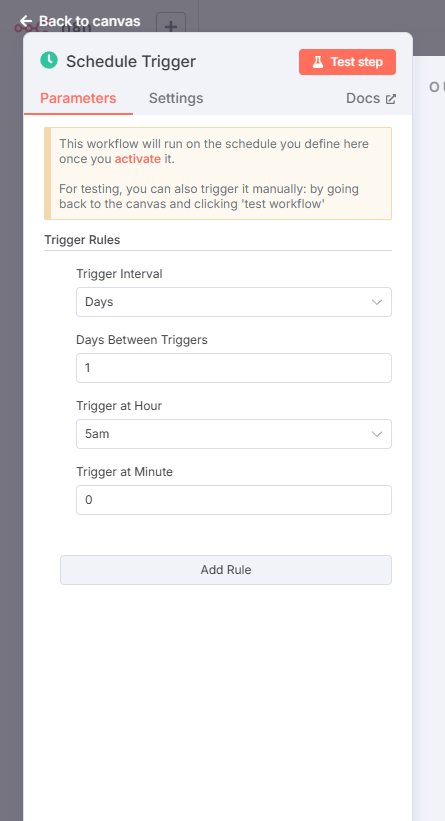 Back to canvas
Schedule Trigger
Test step
Parameters
Settings
Docs
This workflow will run on the schedule you define here
once you activate it.
For testing, you can also trigger it manually: by going
back to the canvas and clicking 'test workflow'
Trigger Rules
Trigger Interval
Days
Days Between Triggers
1
Trigger at Hour
5am
Trigger at Minute
0
Add Rule